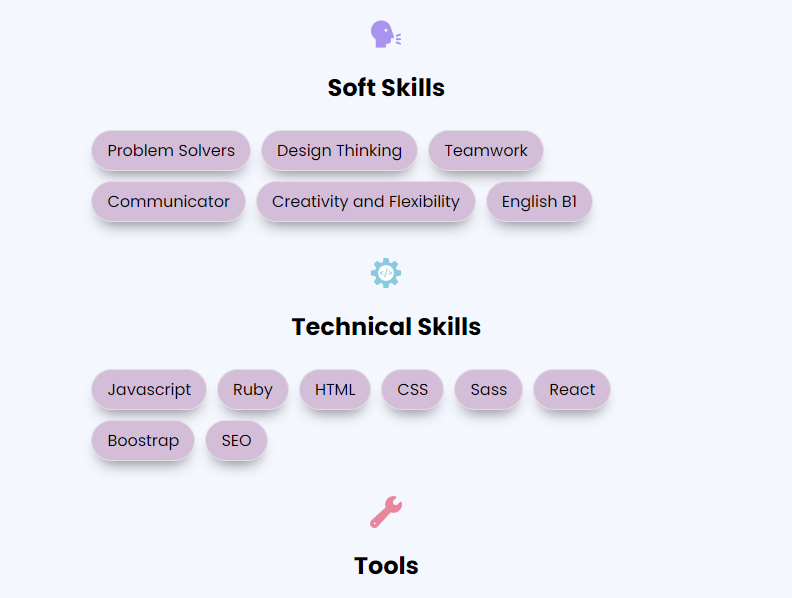 Soft Skills
Problem Solvers Design Thinking Teamwork
Communicator Creativity and Flexibility English B1
</>
Technical Skills
Javascript Ruby HTML CSS Sass React
Boostrap SEO
Tools